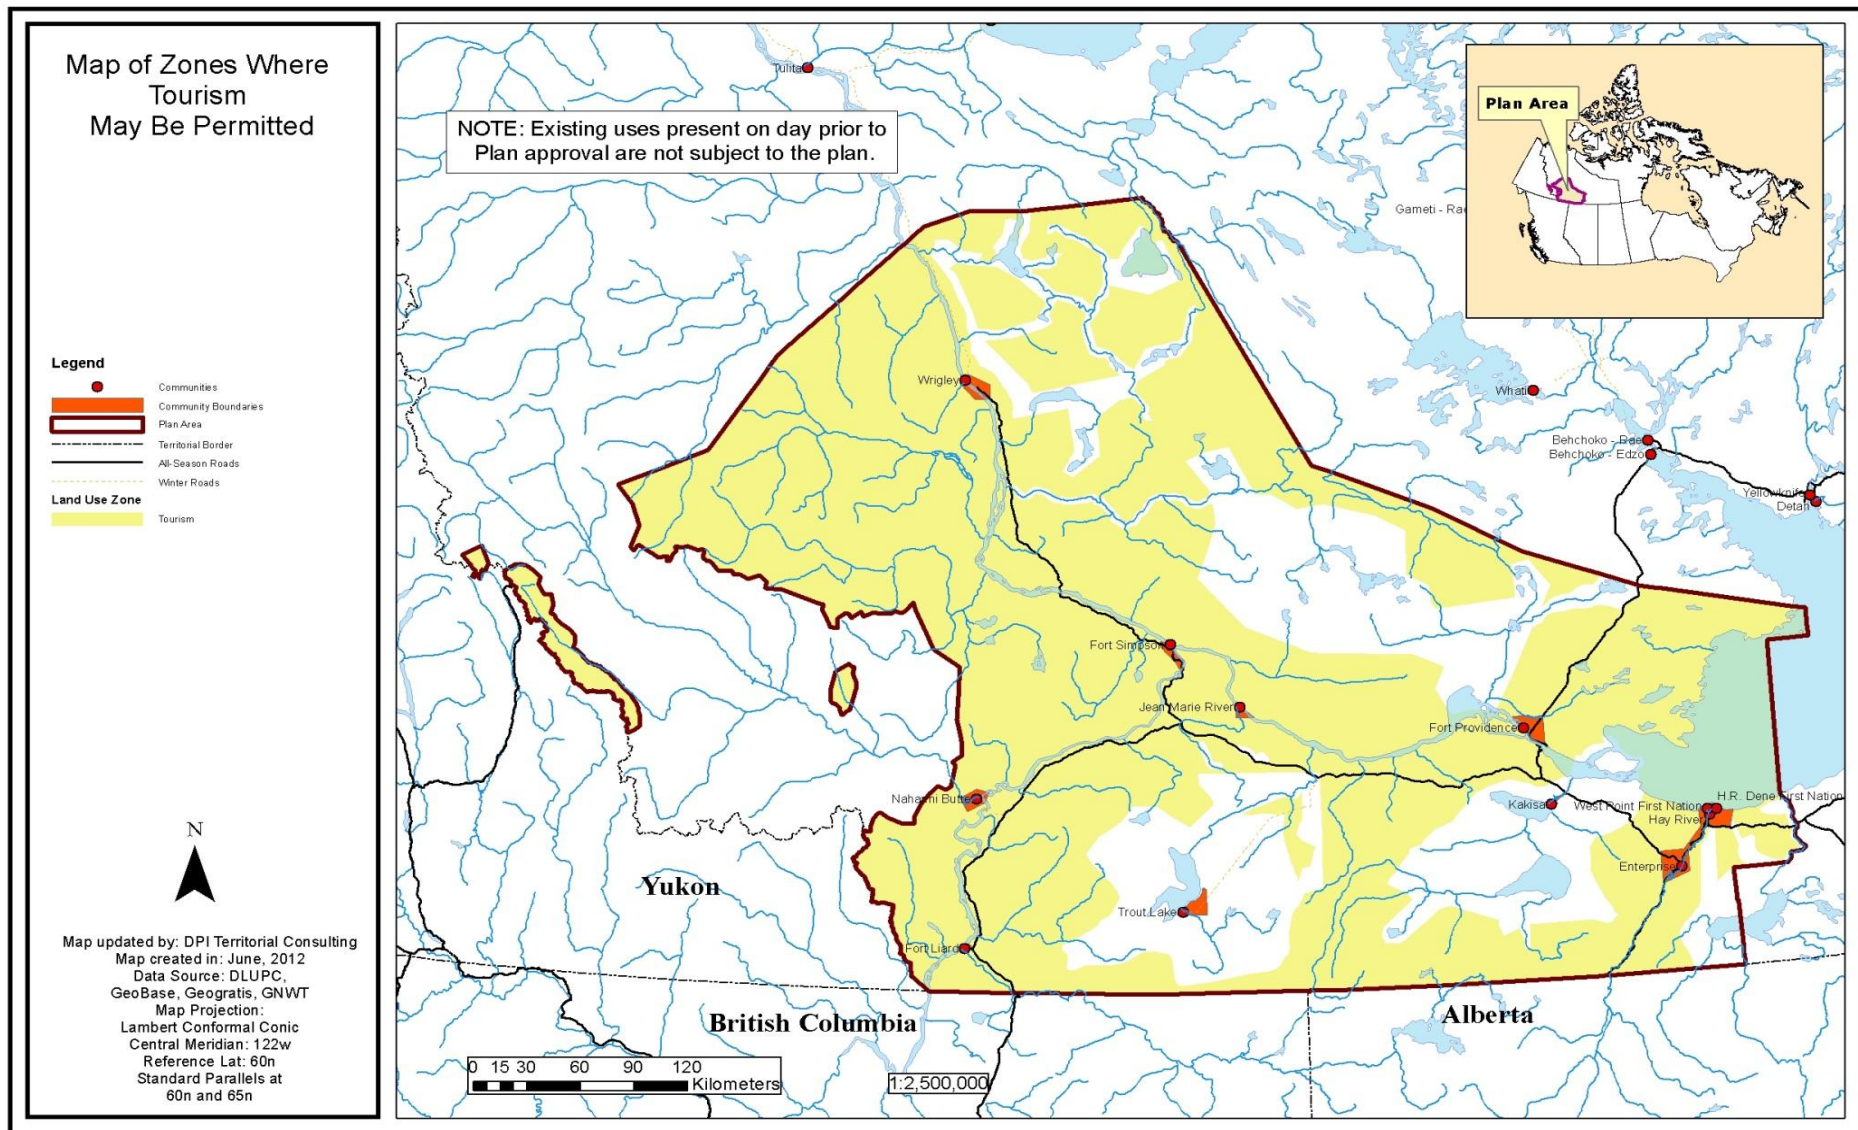 Map of Zones Where
Tourism
May Be Permitted
Legend
Communities
Community Boundaries
Plan Area
Territorial Border
All-Season Roads
Winter Roads
Land Use Zone
Tourism
N
Map updated by: DPI Territorial Consulting
Map created in: June, 2012
Data Source: DLUPC,
GeoBase, Geogratis, GNWT
Map Projection:
Lambert Conformal Conic
Central Meridian: 122w
Reference Lat: 60n
Standard Parallels at
60n and 65n
Tulita
NOTE: Existing uses present on day prior to
Plan approval are not subject to the plan.
Plan Area
Gameti - Rae
Wrigley
Whati
Behchoko - Rae
Behchoko - Edzo
Yellowknife
Detah
Fort Simpson
Jean Marie River
Fort Providence
Nahanni Butte
Kakisa
West Point First Nation
H.R. Dene First Nation
Hay River
Enterprise
Trout Lake
Fort Liard
Yukon
British Columbia
Alberta
0 15 30 60 90 120
Kilometers
1:2,500,000